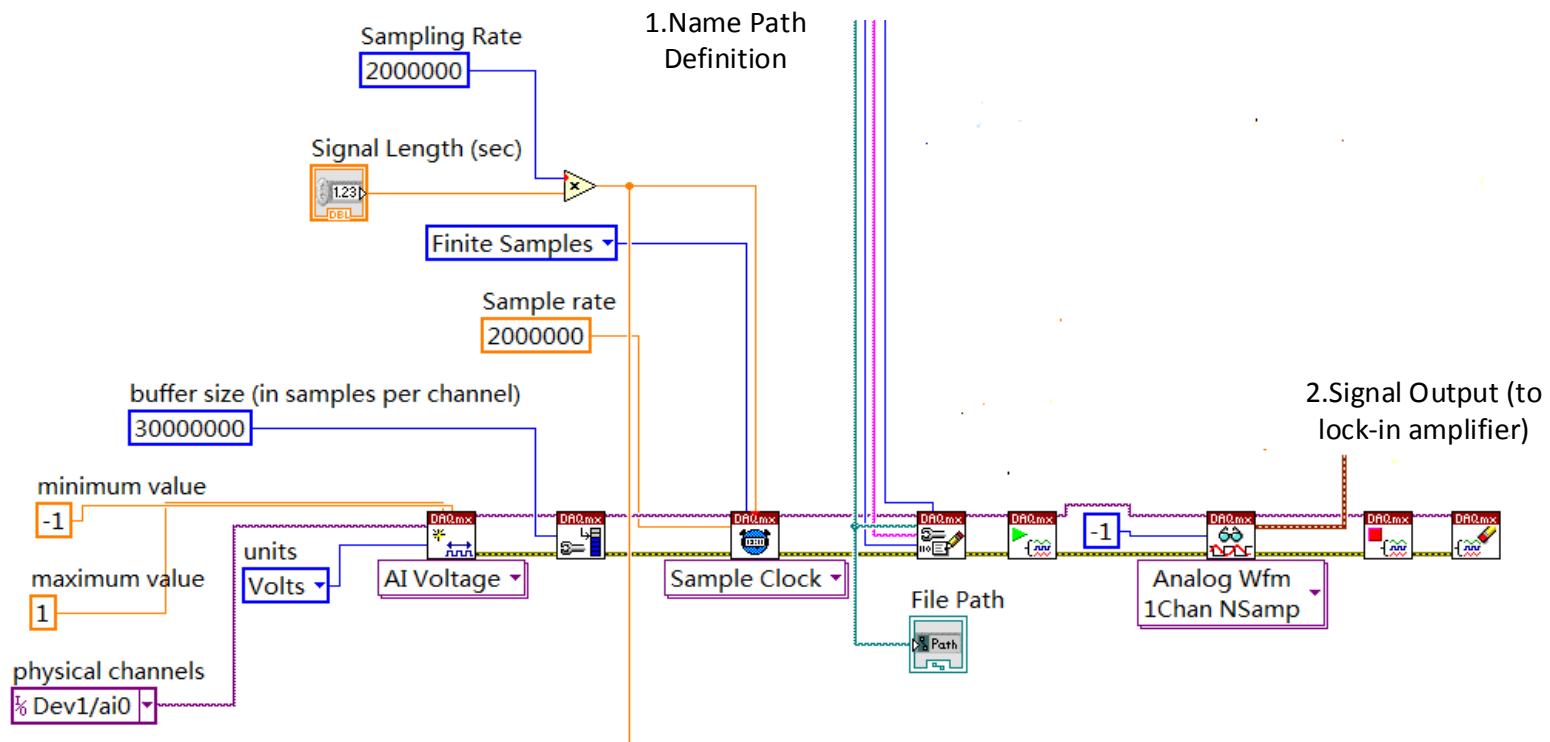 1.Name Path
Definition
Sampling Rate
2000000
Signal Length (sec)
1.23
DBL
×
Finite Samples
Sample rate
2000000
buffer size (in samples per channel)
30000000
2.Signal Output (to
lock-in amplifier)
minimum value
-1
DAQmx
DAQmx
DAQmx
DAQmx
DAQmx
DAQmx
DAQmx
DAQmx
-1
units
Volts
AI Voltage
Sample Clock
Analog Wfm
1Chan NSamp
maximum value
1
File Path
Path
physical channels
I/O Dev1/ai0